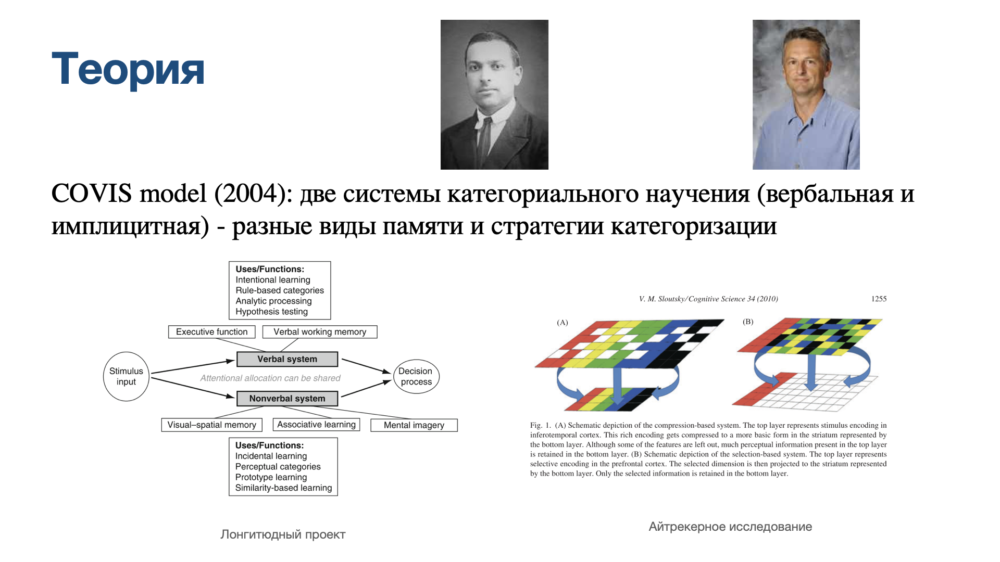 Теория
COVIS model (2004): две системы категориального научения (вербальная и
имплицитная) - разные виды памяти и стратегии категоризации
Uses/Functions:
Intentional learning
Rule-based categories
Analytic processing
Hypothesis testing
Executive function
Verbal working memory
Verbal system
Stimulus
input
Attentional allocation can be shared
Decision
process
Nonverbal system
Visual–spatial memory
Associative learning
Mental imagery
Uses/Functions:
Incidental learning
Perceptual categories
Prototype learning
Similarity-based learning
Лонгитюдный проект
V. M. Sloutsky/Cognitive Science 34 (2010)
1255
(A)
(B)
Fig. 1. (A) Schematic depiction of the compression-based system. The top layer represents stimulus encoding in
inferotemporal cortex. This rich encoding gets compressed to a more basic form in the striatum represented by
the bottom layer. Although some of the features are left out, much perceptual information present in the top layer
is retained in the bottom layer. (B) Schematic depiction of the selection-based system. The top layer represents
selective encoding in the prefrontal cortex. The selected dimension is then projected to the striatum represented
by the bottom layer. Only the selected information is retained in the bottom layer.
Айтрекерное исследование